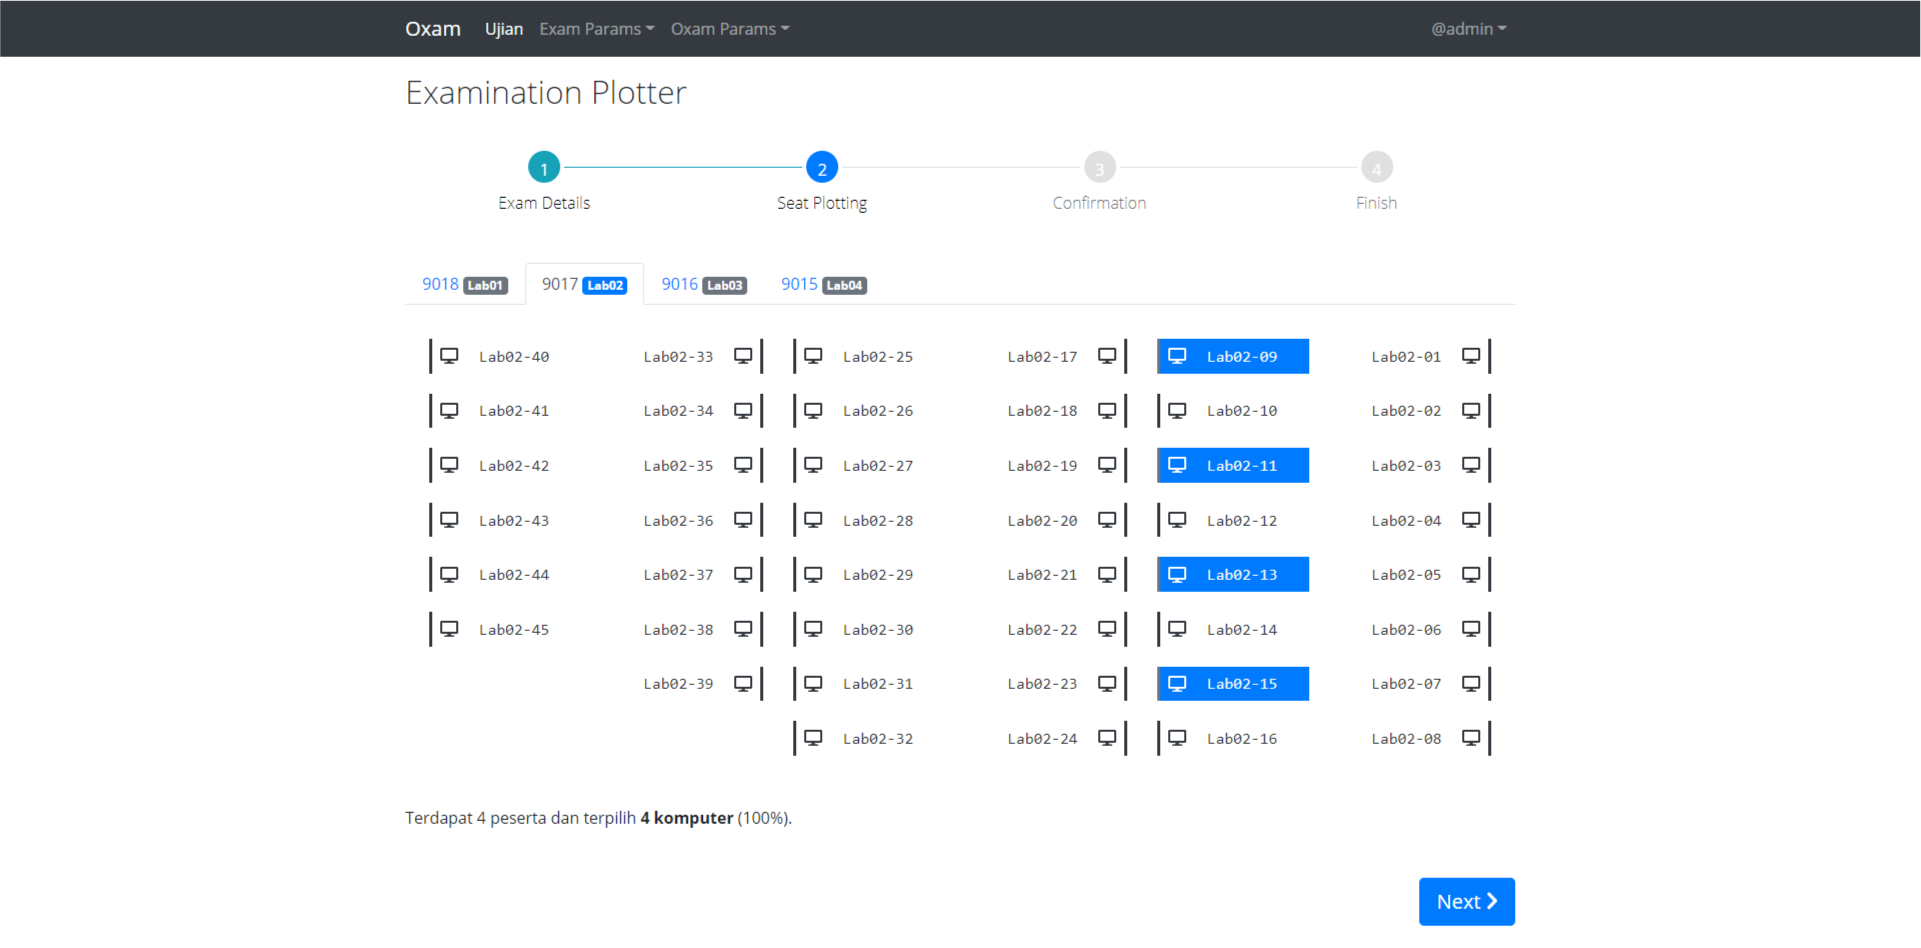 Oxam Ujian Exam Params Oxam Params @admin
Examination Plotter
1 2 3 4
Exam Details Seat Plotting Confirmation Finish
9018 Lab01 9017 Lab02 9016 Lab03 9015 Lab04
Lab02-40 Lab02-33 Lab02-25 Lab02-17 Lab02-09 Lab02-01
Lab02-41 Lab02-34 Lab02-26 Lab02-18 Lab02-10 Lab02-02
Lab02-42 Lab02-35 Lab02-27 Lab02-19 Lab02-11 Lab02-03
Lab02-43 Lab02-36 Lab02-28 Lab02-20 Lab02-12 Lab02-04
Lab02-44 Lab02-37 Lab02-29 Lab02-21 Lab02-13 Lab02-05
Lab02-45 Lab02-38 Lab02-30 Lab02-22 Lab02-14 Lab02-06
Lab02-39 Lab02-31 Lab02-23 Lab02-15 Lab02-07
Lab02-32 Lab02-24 Lab02-16 Lab02-08
Terdapat 4 peserta dan terpilih 4 komputer (100%).
Next